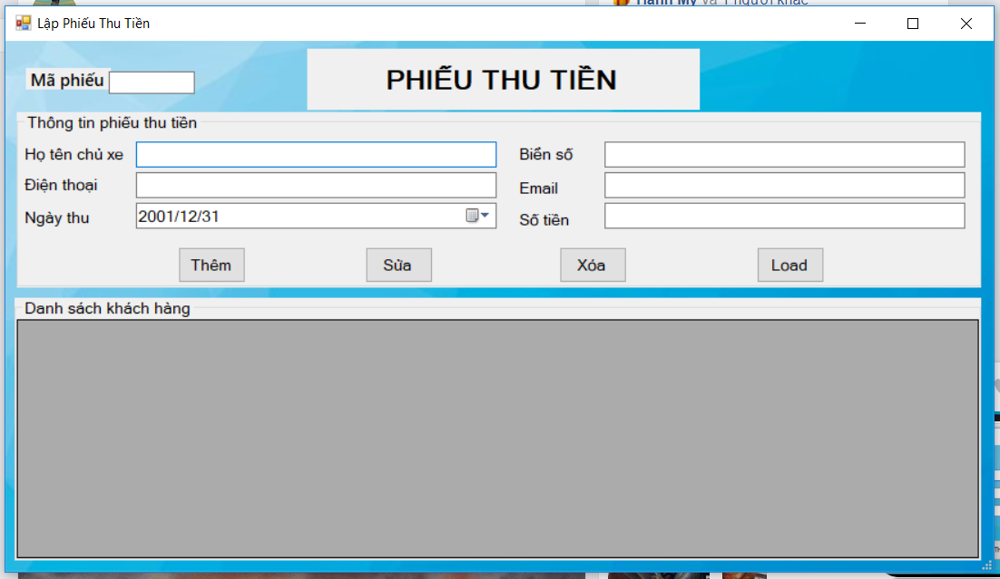 Hạnh My và 1 người khác
Lập Phiếu Thu Tiền
Mã phiếu
PHIẾU THU TIỀN
Thông tin phiếu thu tiền
Họ tên chủ xe
Biển số
Điện thoại
Email
Ngày thu
2001/12/31
Số tiền
Thêm
Sửa
Xóa
Load
Danh sách khách hàng